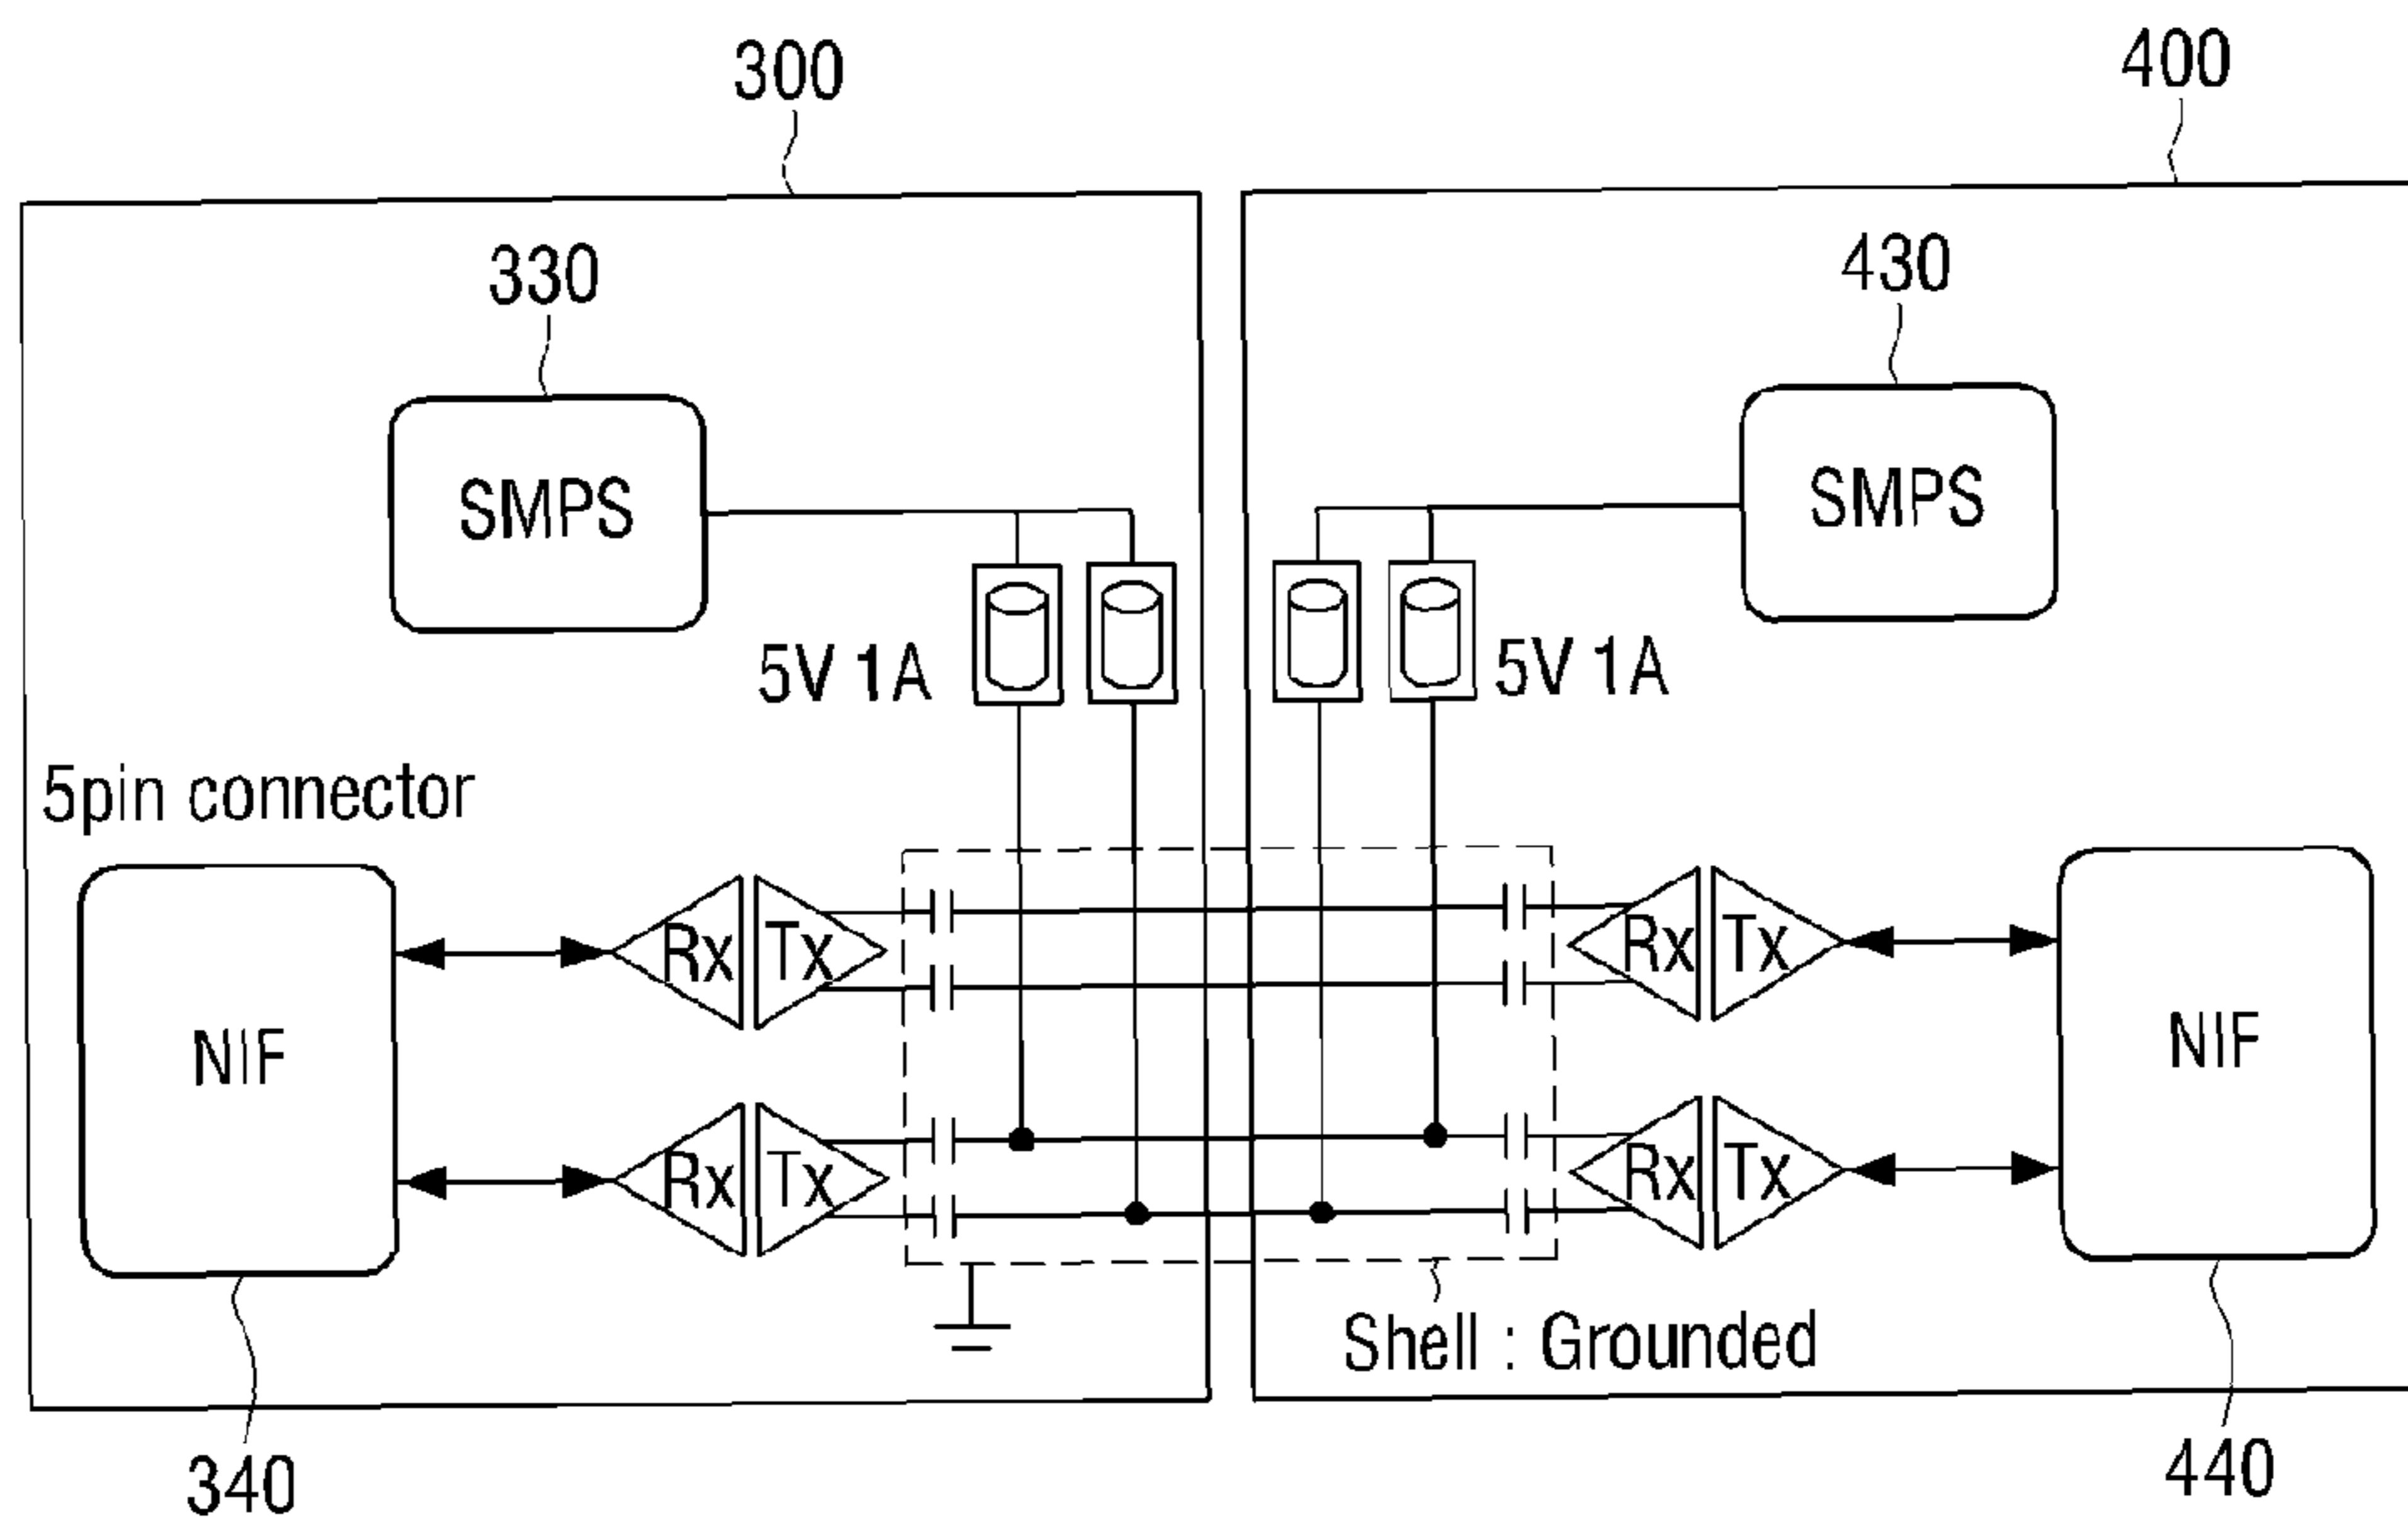 300
400
330
430
SMPS
SMPS
5V 1A
5V 1A
5pin connector
Rx Tx
Rx Tx
NIF
NIF
Rx Tx
Rx Tx
Shell : Grounded
340
440